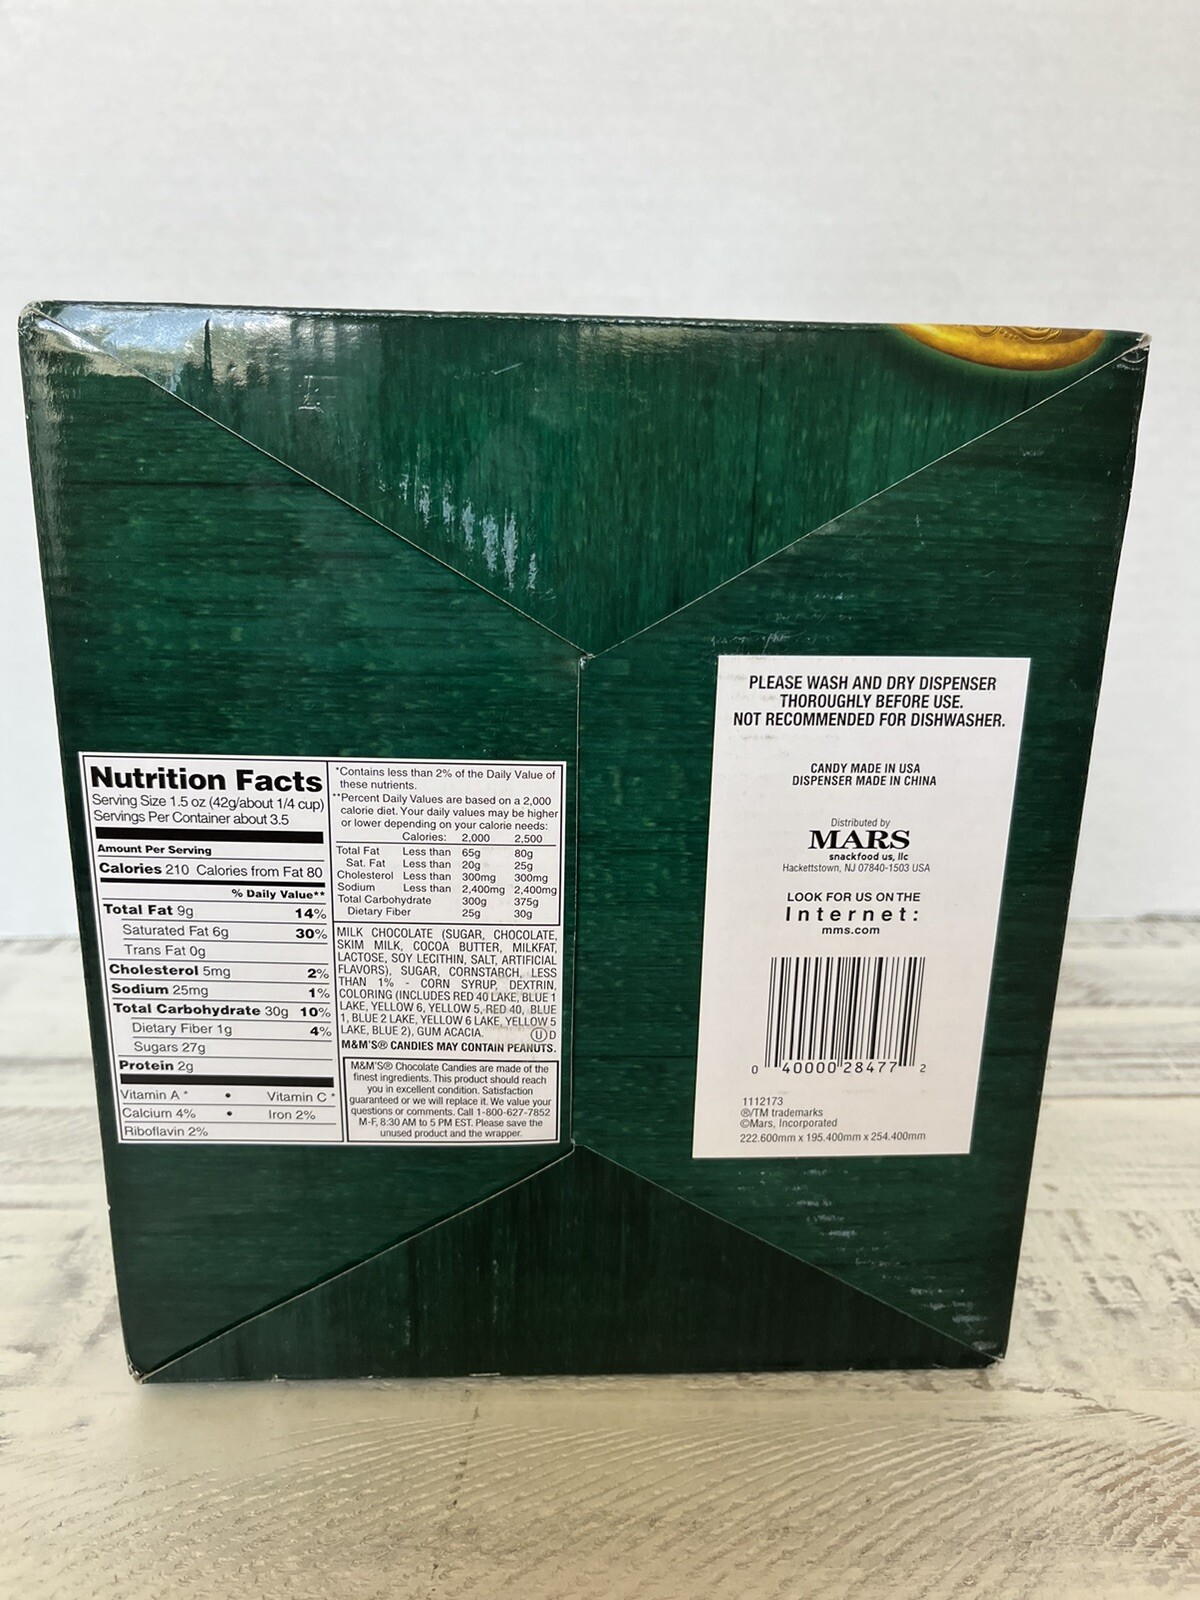 Nutrition Facts
Serving Size 1.5 oz (42g/about 1/4 cup)
Servings Per Container about 3.5
Amount Per Serving
Calories 210 Calories from Fat 80
% Daily Value**
Total Fat 9g 14%
Saturated Fat 6g 30%
Trans Fat 0g
Cholesterol 5mg 2%
Sodium 25mg 1%
Total Carbohydrate 30g 10%
Dietary Fiber 1g 4%
Sugars 27g
Protein 2g
Vitamin A * • Vitamin C *
Calcium 4% • Iron 2%
Riboflavin 2%
*Contains less than 2% of the Daily Value of
these nutrients.
**Percent Daily Values are based on a 2,000
calorie diet. Your daily values may be higher
or lower depending on your calorie needs:
Calories: 2,000 2,500
Total Fat Less than 65g 80g
Sat. Fat Less than 20g 25g
Cholesterol Less than 300mg 300mg
Sodium Less than 2,400mg 2,400mg
Total Carbohydrate 300g 375g
Dietary Fiber 25g 30g
MILK CHOCOLATE (SUGAR, CHOCOLATE,
SKIM MILK, COCOA BUTTER, MILKFAT,
LACTOSE, SOY LECITHIN, SALT, ARTIFICIAL
FLAVORS), SUGAR, CORNSTARCH, LESS
THAN 1% - CORN SYRUP, DEXTRIN,
COLORING (INCLUDES RED 40 LAKE, BLUE 1
LAKE, YELLOW 6, YELLOW 5, RED 40, BLUE
1, BLUE 2 LAKE, YELLOW 6 LAKE, YELLOW 5
LAKE, BLUE 2), GUM ACACIA. Ⓤ D
M&M'S® CANDIES MAY CONTAIN PEANUTS.
M&M'S® Chocolate Candies are made of the
finest ingredients. This product should reach
you in excellent condition. Satisfaction
guaranteed or we will replace it. We value your
questions or comments. Call 1-800-627-7852
M-F, 8:30 AM to 5 PM EST. Please save the
unused product and the wrapper.
PLEASE WASH AND DRY DISPENSER
THOROUGHLY BEFORE USE.
NOT RECOMMENDED FOR DISHWASHER.
CANDY MADE IN USA
DISPENSER MADE IN CHINA
Distributed by
MARS
snackfood us, llc
Hackettstown, NJ 07840-1503 USA
LOOK FOR US ON THE
Internet:
mms.com
0 40000 28477 2
1112173
®/TM trademarks
©Mars, Incorporated
222.600mm x 195.400mm x 254.400mm